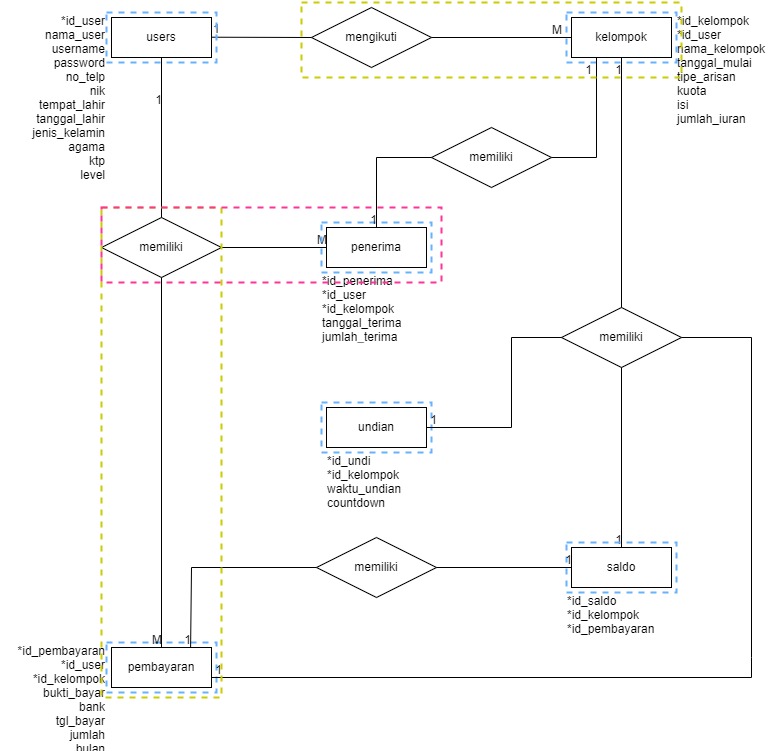 *id_user
nama_user
username
password
no_telp
nik
tempat_lahir
tanggal_lahir
jenis_kelamin
agama
ktp
level
users
1
mengikuti
M
kelompok
*id_kelompok
*id_user
nama_kelompok
tanggal_mulai
tipe_arisan
kuota
isi
jumlah_iuran
1
1
1
memiliki
1
memiliki
M
penerima
*id_penerima
*id_user
*id_kelompok
tanggal_terima
jumlah_terima
memiliki
undian
1
*id_undi
*id_kelompok
waktu_undian
countdown
memiliki
1
1
saldo
*id_saldo
*id_kelompok
*id_pembayaran
M
1
pembayaran
1
*id_pembayaran
*id_user
*id_kelompok
bukti_bayar
bank
tgl_bayar
jumlah
bulan